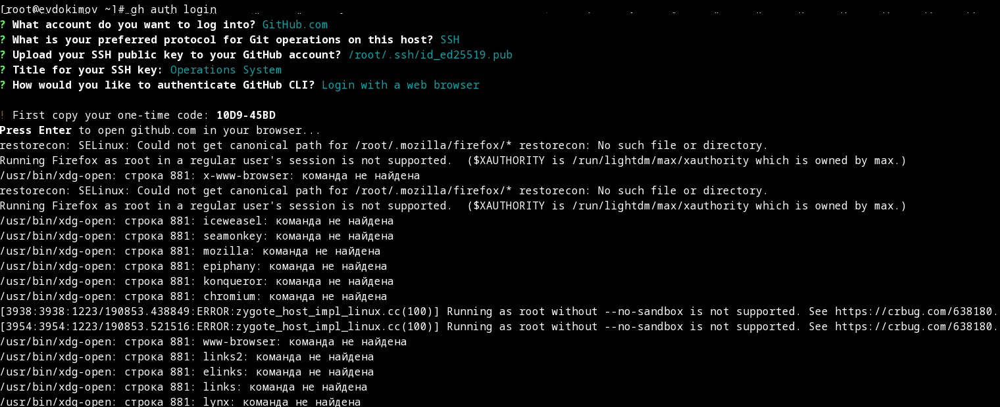 [root@evdokimov ~]# gh auth login
? What account do you want to log into? GitHub.com
? What is your preferred protocol for Git operations on this host? SSH
? Upload your SSH public key to your GitHub account? /root/.ssh/id_ed25519.pub
? Title for your SSH key: Operations System
? How would you like to authenticate GitHub CLI? Login with a web browser
! First copy your one-time code: 10D9-45BD
Press Enter to open github.com in your browser...
restorecon: SELinux: Could not get canonical path for /root/.mozilla/firefox/* restorecon: No such file or directory.
Running Firefox as root in a regular user's session is not supported.  ($XAUTHORITY is /run/lightdm/max/xauthority which is owned by max.)
/usr/bin/xdg-open: строка 881: x-www-browser: команда не найдена
restorecon: SELinux: Could not get canonical path for /root/.mozilla/firefox/* restorecon: No such file or directory.
Running Firefox as root in a regular user's session is not supported.  ($XAUTHORITY is /run/lightdm/max/xauthority which is owned by max.)
/usr/bin/xdg-open: строка 881: iceweasel: команда не найдена
/usr/bin/xdg-open: строка 881: seamonkey: команда не найдена
/usr/bin/xdg-open: строка 881: mozilla: команда не найдена
/usr/bin/xdg-open: строка 881: epiphany: команда не найдена
/usr/bin/xdg-open: строка 881: konqueror: команда не найдена
/usr/bin/xdg-open: строка 881: chromium: команда не найдена
[3938:3938:1223/190853.438849:ERROR:zygote_host_impl_linux.cc(100)] Running as root without --no-sandbox is not supported. See https://crbug.com/638180.
[3954:3954:1223/190853.521516:ERROR:zygote_host_impl_linux.cc(100)] Running as root without --no-sandbox is not supported. See https://crbug.com/638180.
/usr/bin/xdg-open: строка 881: www-browser: команда не найдена
/usr/bin/xdg-open: строка 881: links2: команда не найдена
/usr/bin/xdg-open: строка 881: elinks: команда не найдена
/usr/bin/xdg-open: строка 881: links: команда не найдена
/usr/bin/xdg-open: строка 881: lynx: команда не найдена